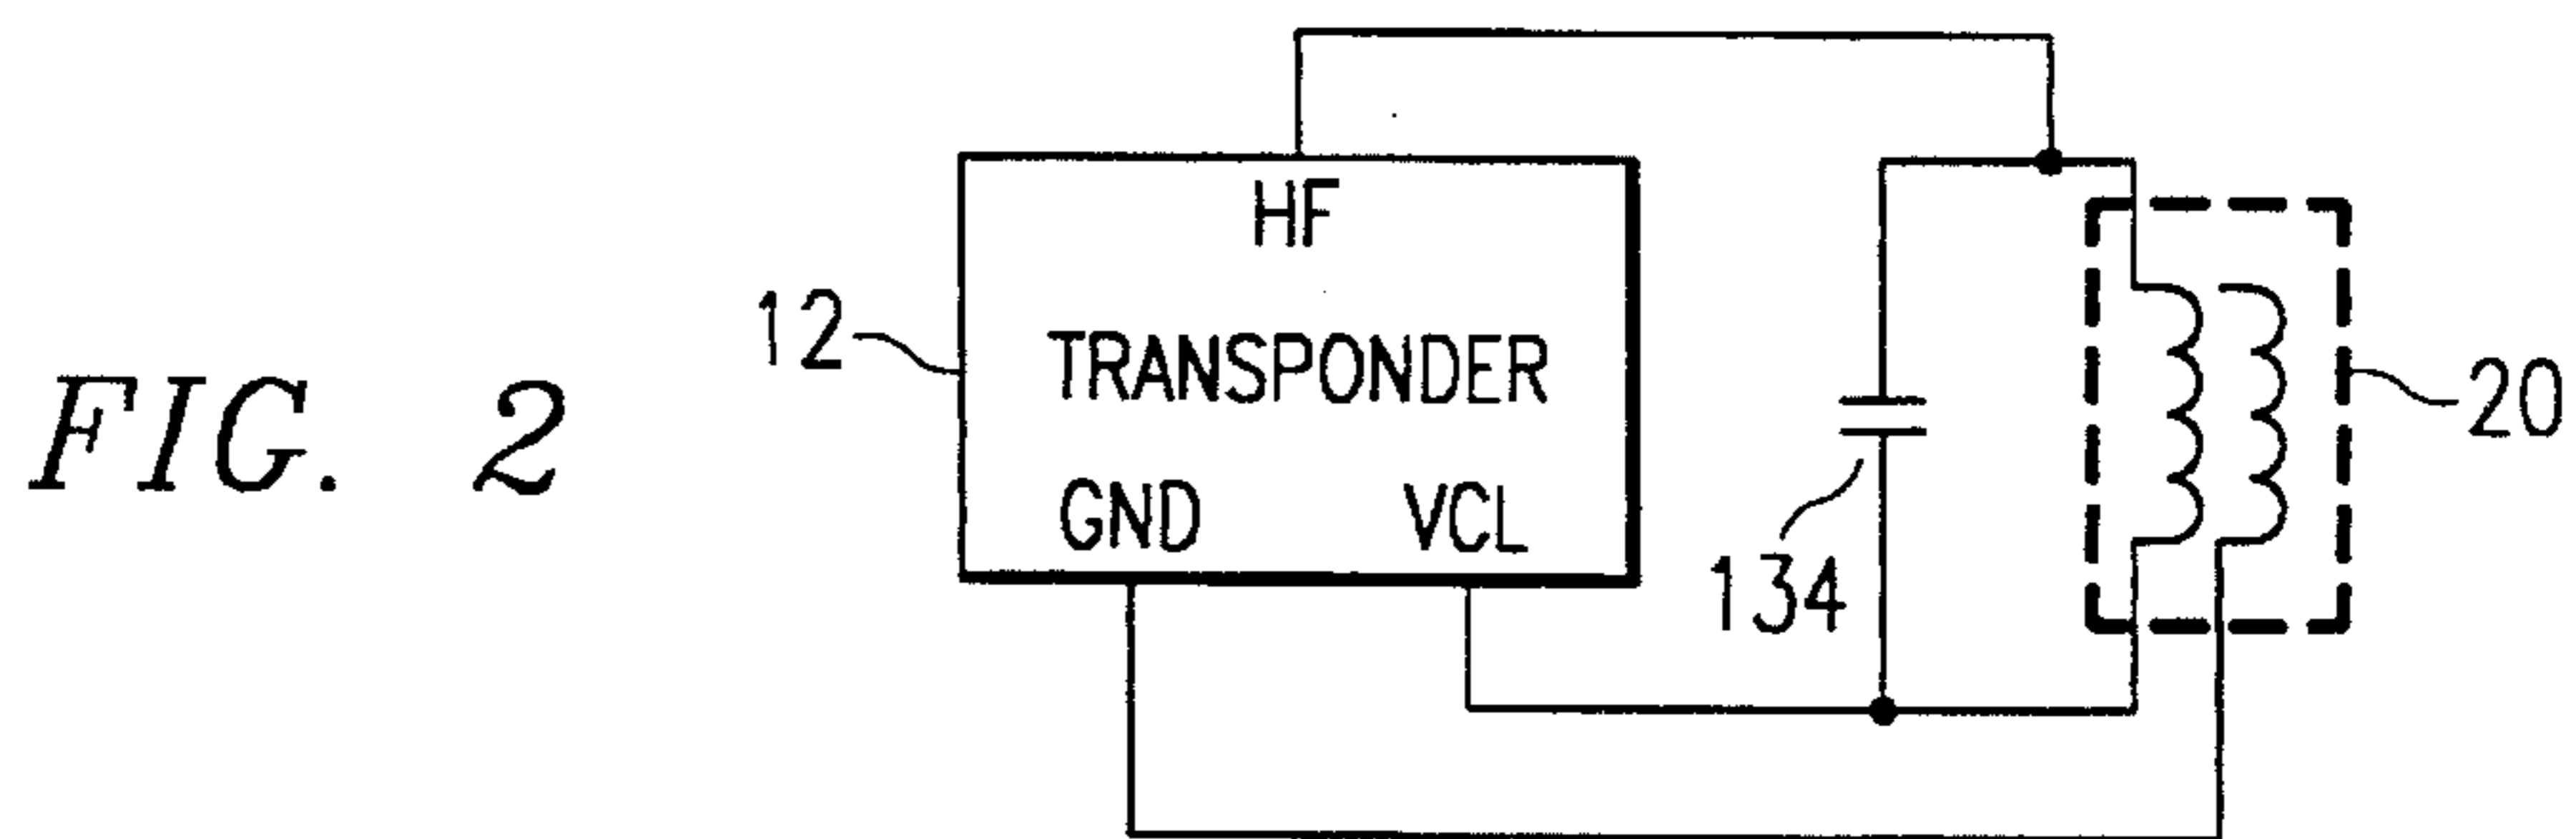 HF
12
TRANSPONDER
20
FIG. 2
GND VCL
134